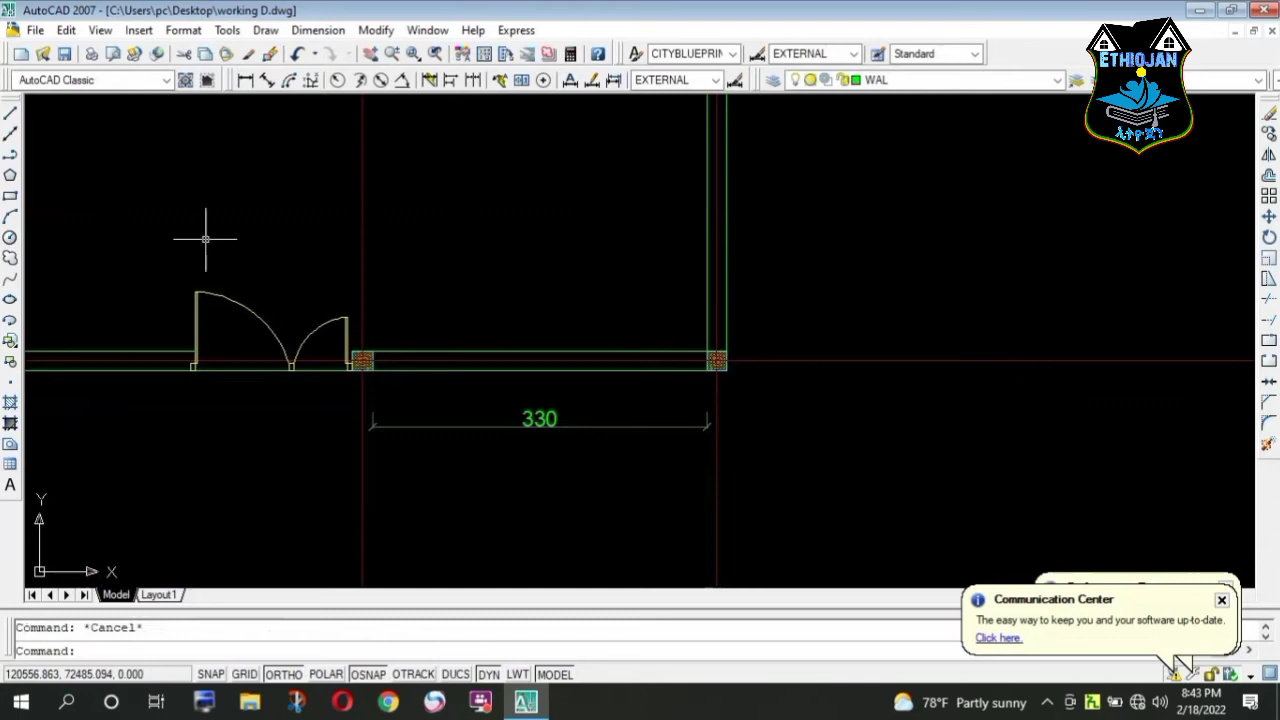 AutoCAD 2007 - [C:\Users\pc\Desktop\working D.dwg]
File Edit View Insert Format Tools Draw Dimension Modify Window Help Express
CITYBLUEPRIN EXTERNAL Standard
AutoCAD Classic EXTERNAL WAL
ETHIOJAN
ኢትዮጃን
330
Y
X
Model Layout1
Communication Center
The easy way to keep you and your software up-to-date.
Click here.
Command: *Cancel*
Command:
120556.863, 72485.094, 0.000 SNAP GRID ORTHO POLAR OSNAP OTRACK DUCS DYN LWT MODEL
78°F Partly sunny
8:43 PM
2/18/2022